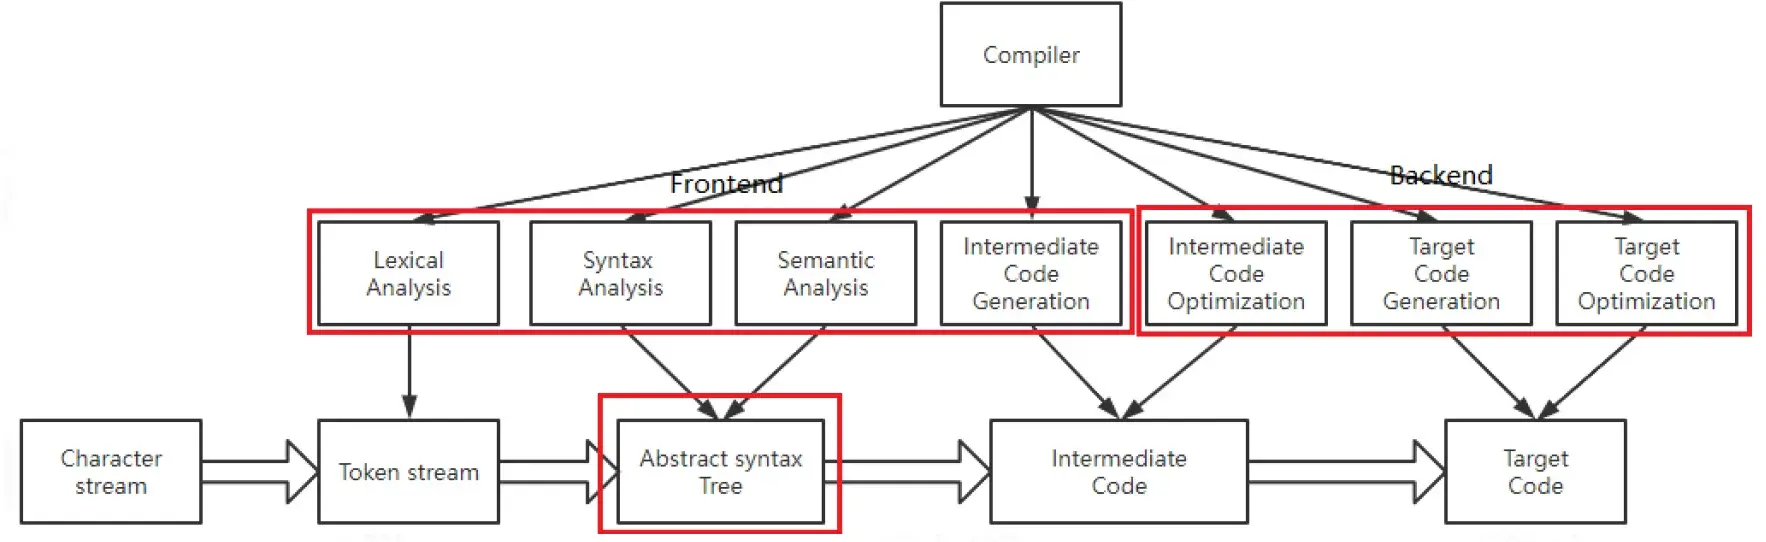 Compiler
Frontend
Backend
Lexical
Analysis
Syntax
Analysis
Semantic
Analysis
Intermediate
Code
Generation
Intermediate
Code
Optimization
Target
Code
Generation
Target
Code
Optimization
Character
stream
Token stream
Abstract syntax
Tree
Intermediate
Code
Target
Code